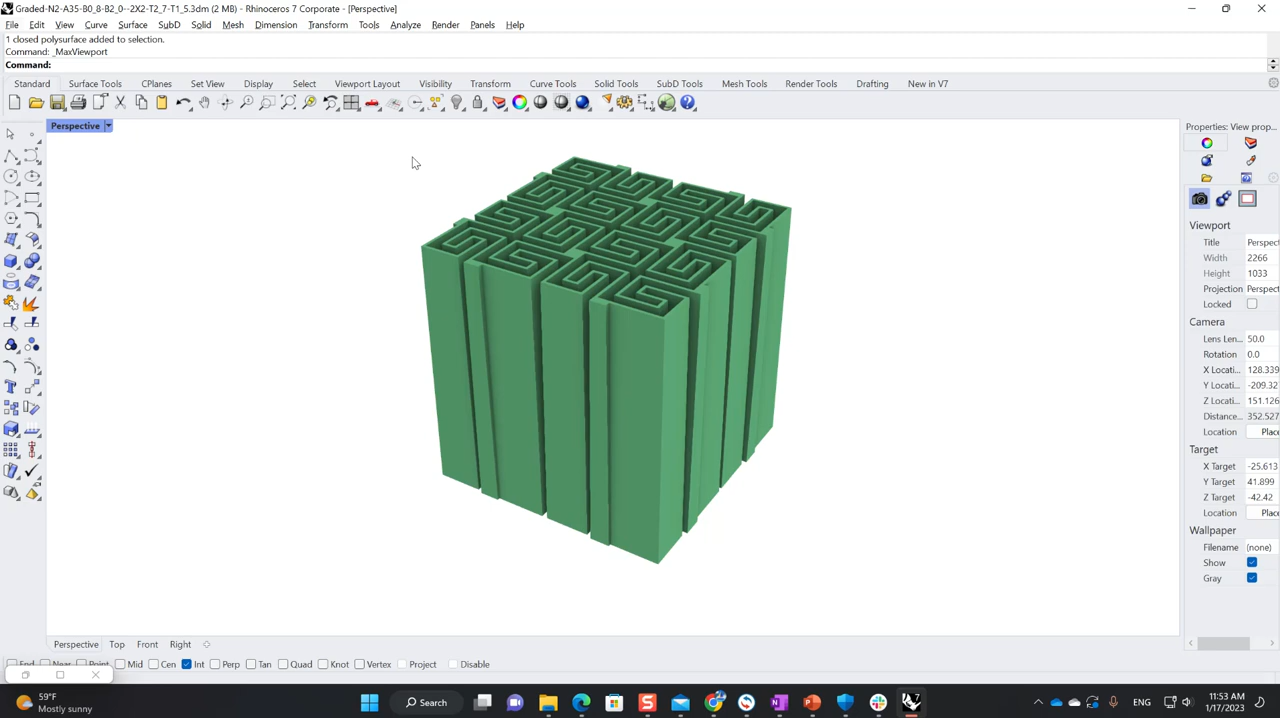 Graded-N2-A35-B0_8-B2_0--2X2-T2_7-T1_5.3dm (2 MB) - Rhinoceros 7 Corporate - [Perspective]
File Edit View Curve Surface SubD Solid Mesh Dimension Transform Tools Analyze Render Panels Help
1 closed polysurface added to selection.
Command: _MaxViewport
Command:
Standard Surface Tools CPlanes Set View Display Select Viewport Layout Visibility Transform Curve Tools Solid Tools SubD Tools Mesh Tools Render Tools Drafting New in V7
Perspective
Properties: View prop...
Viewport
Title Perspect
Width 2266
Height 1033
Projection Perspect
Locked
Camera
Lens Len... 50.0
Rotation 0.0
X Locati... 128.339
Y Locati... -209.32
Z Locati... 151.126
Distance... 352.527
Location Place
Target
X Target -25.613
Y Target 41.899
Z Target -42.42
Location Place
Wallpaper
Filename (none)
Show
Gray
Perspective Top Front Right
End Near Point Mid Cen Int Perp Tan Quad Knot Vertex Project Disable
59°F
Mostly sunny
Search
ENG
11:53 AM
1/17/2023